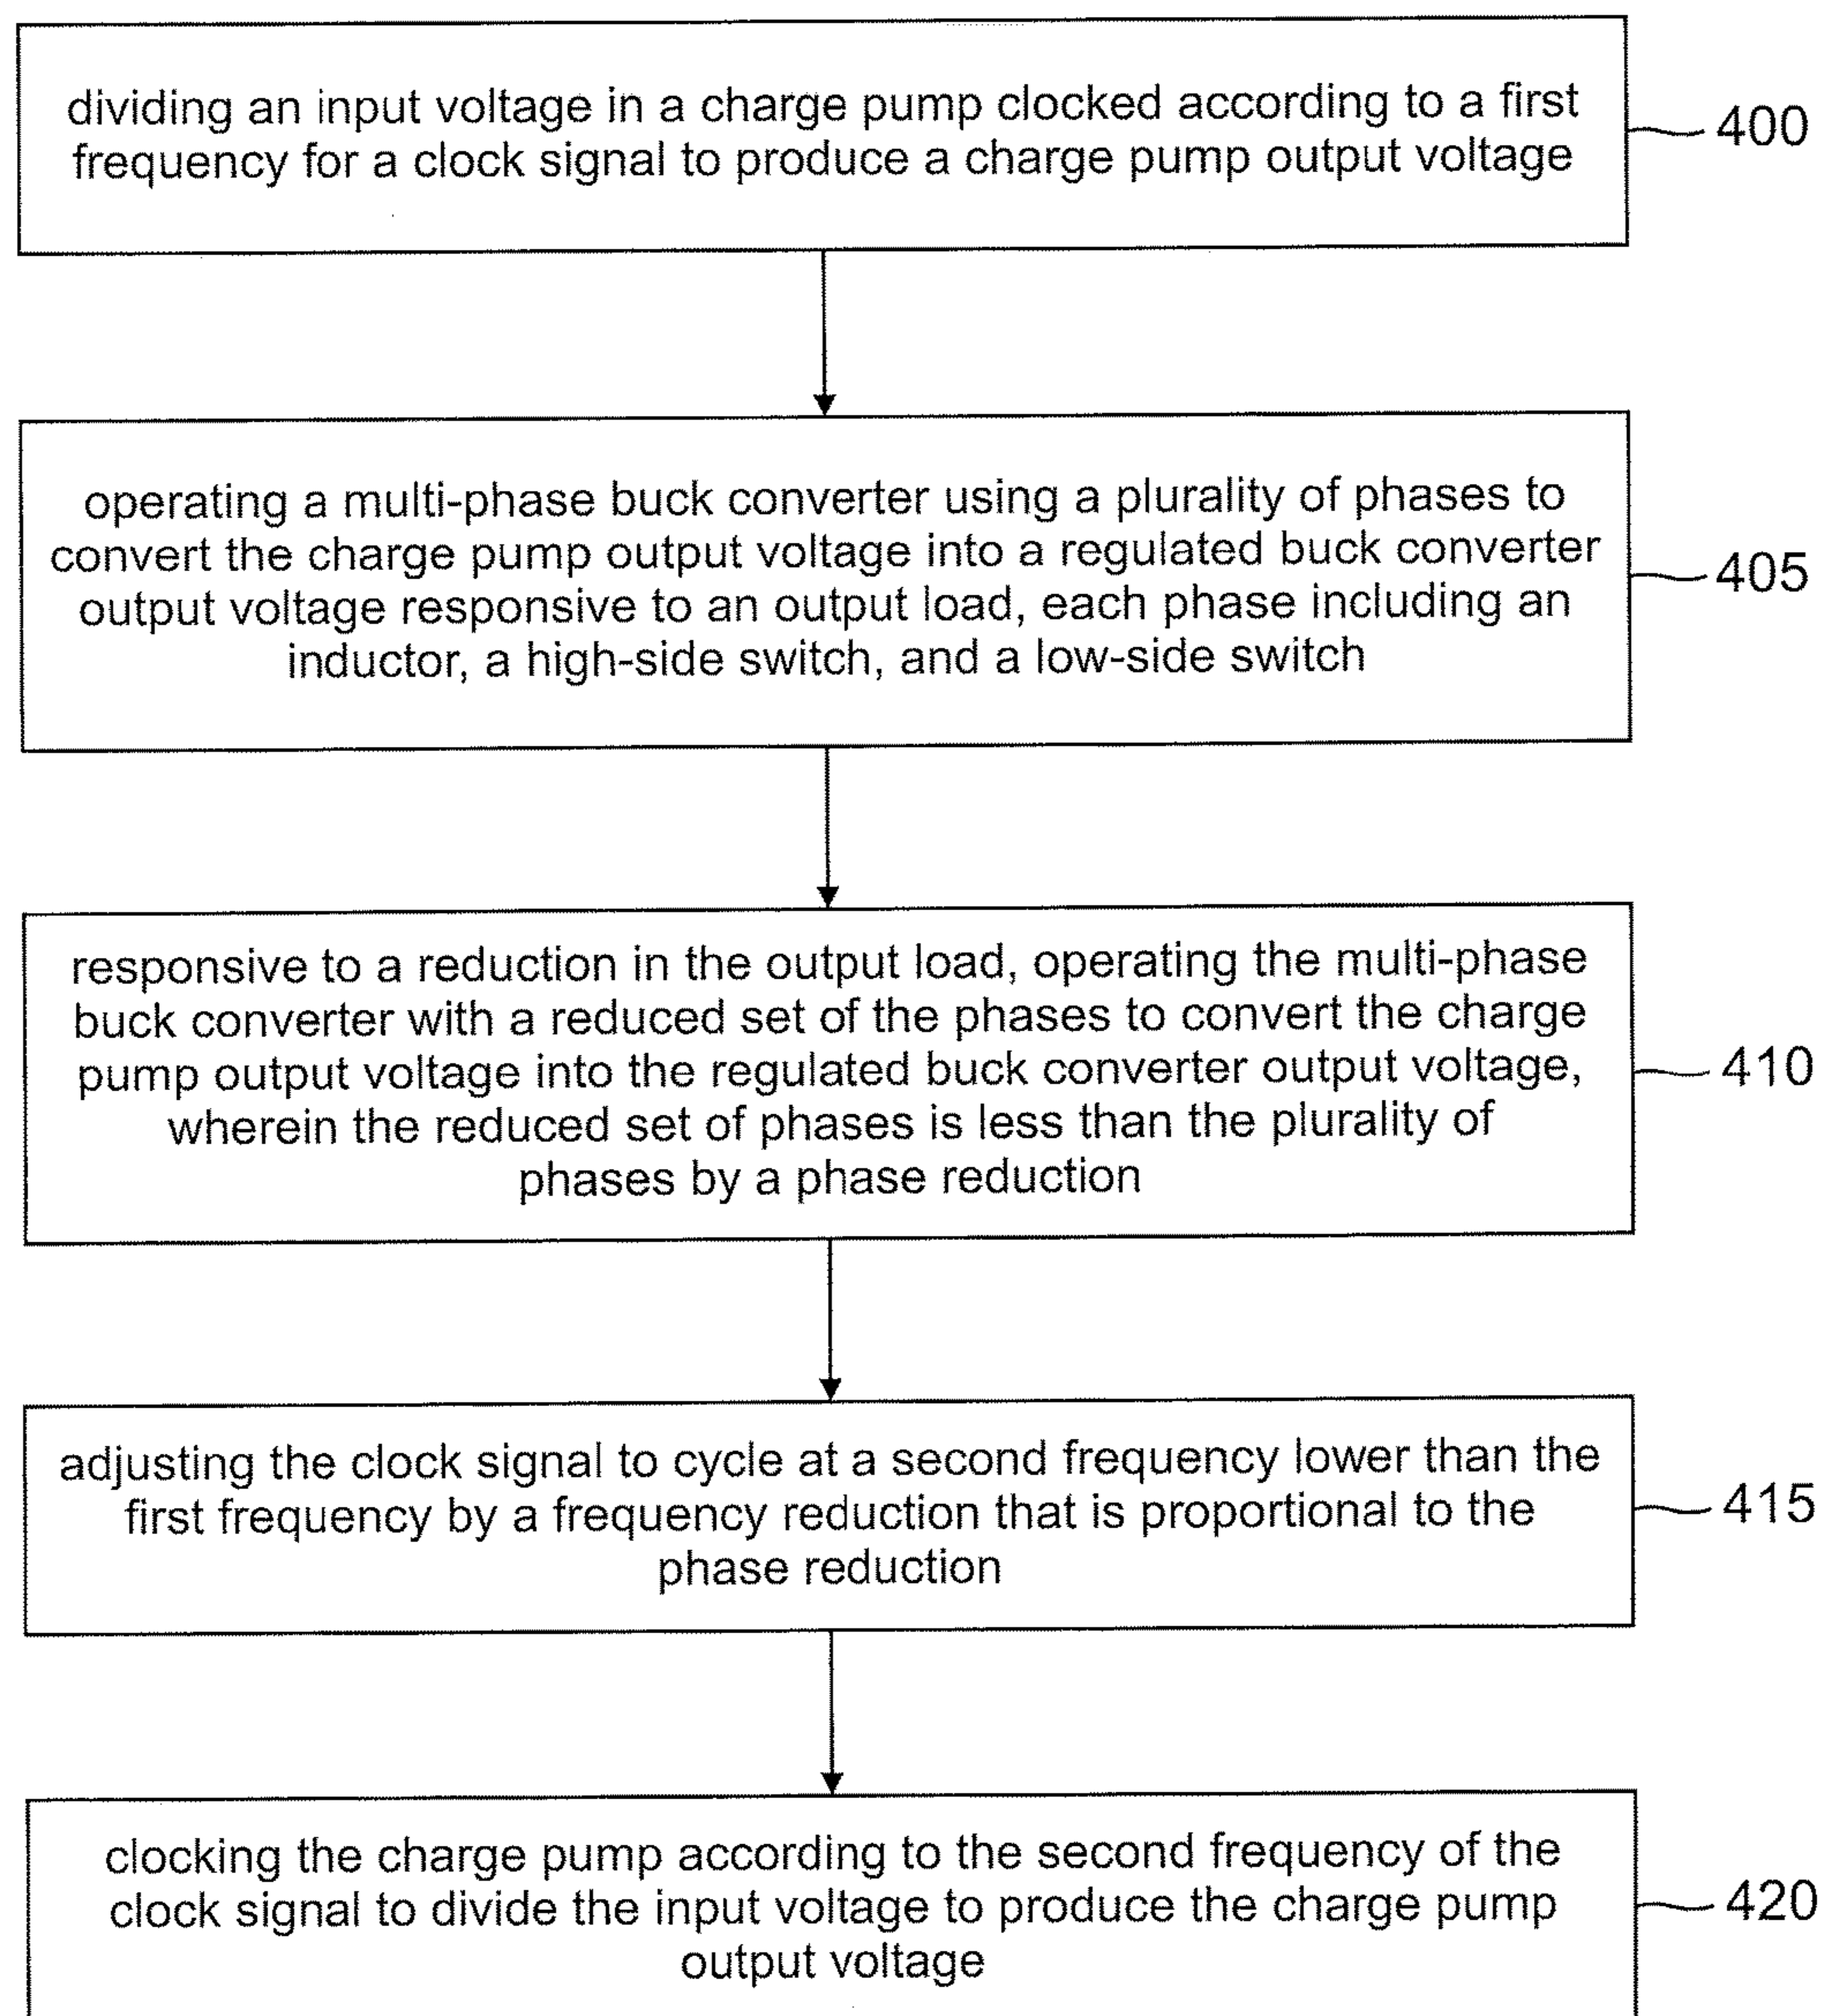 dividing an input voltage in a charge pump clocked according to a first
frequency for a clock signal to produce a charge pump output voltage
400
operating a multi-phase buck converter using a plurality of phases to
convert the charge pump output voltage into a regulated buck converter
output voltage responsive to an output load, each phase including an
inductor, a high-side switch, and a low-side switch
405
responsive to a reduction in the output load, operating the multi-phase
buck converter with a reduced set of the phases to convert the charge
pump output voltage into the regulated buck converter output voltage,
wherein the reduced set of phases is less than the plurality of
phases by a phase reduction
410
adjusting the clock signal to cycle at a second frequency lower than the
first frequency by a frequency reduction that is proportional to the
phase reduction
415
clocking the charge pump according to the second frequency of the
clock signal to divide the input voltage to produce the charge pump
output voltage
420